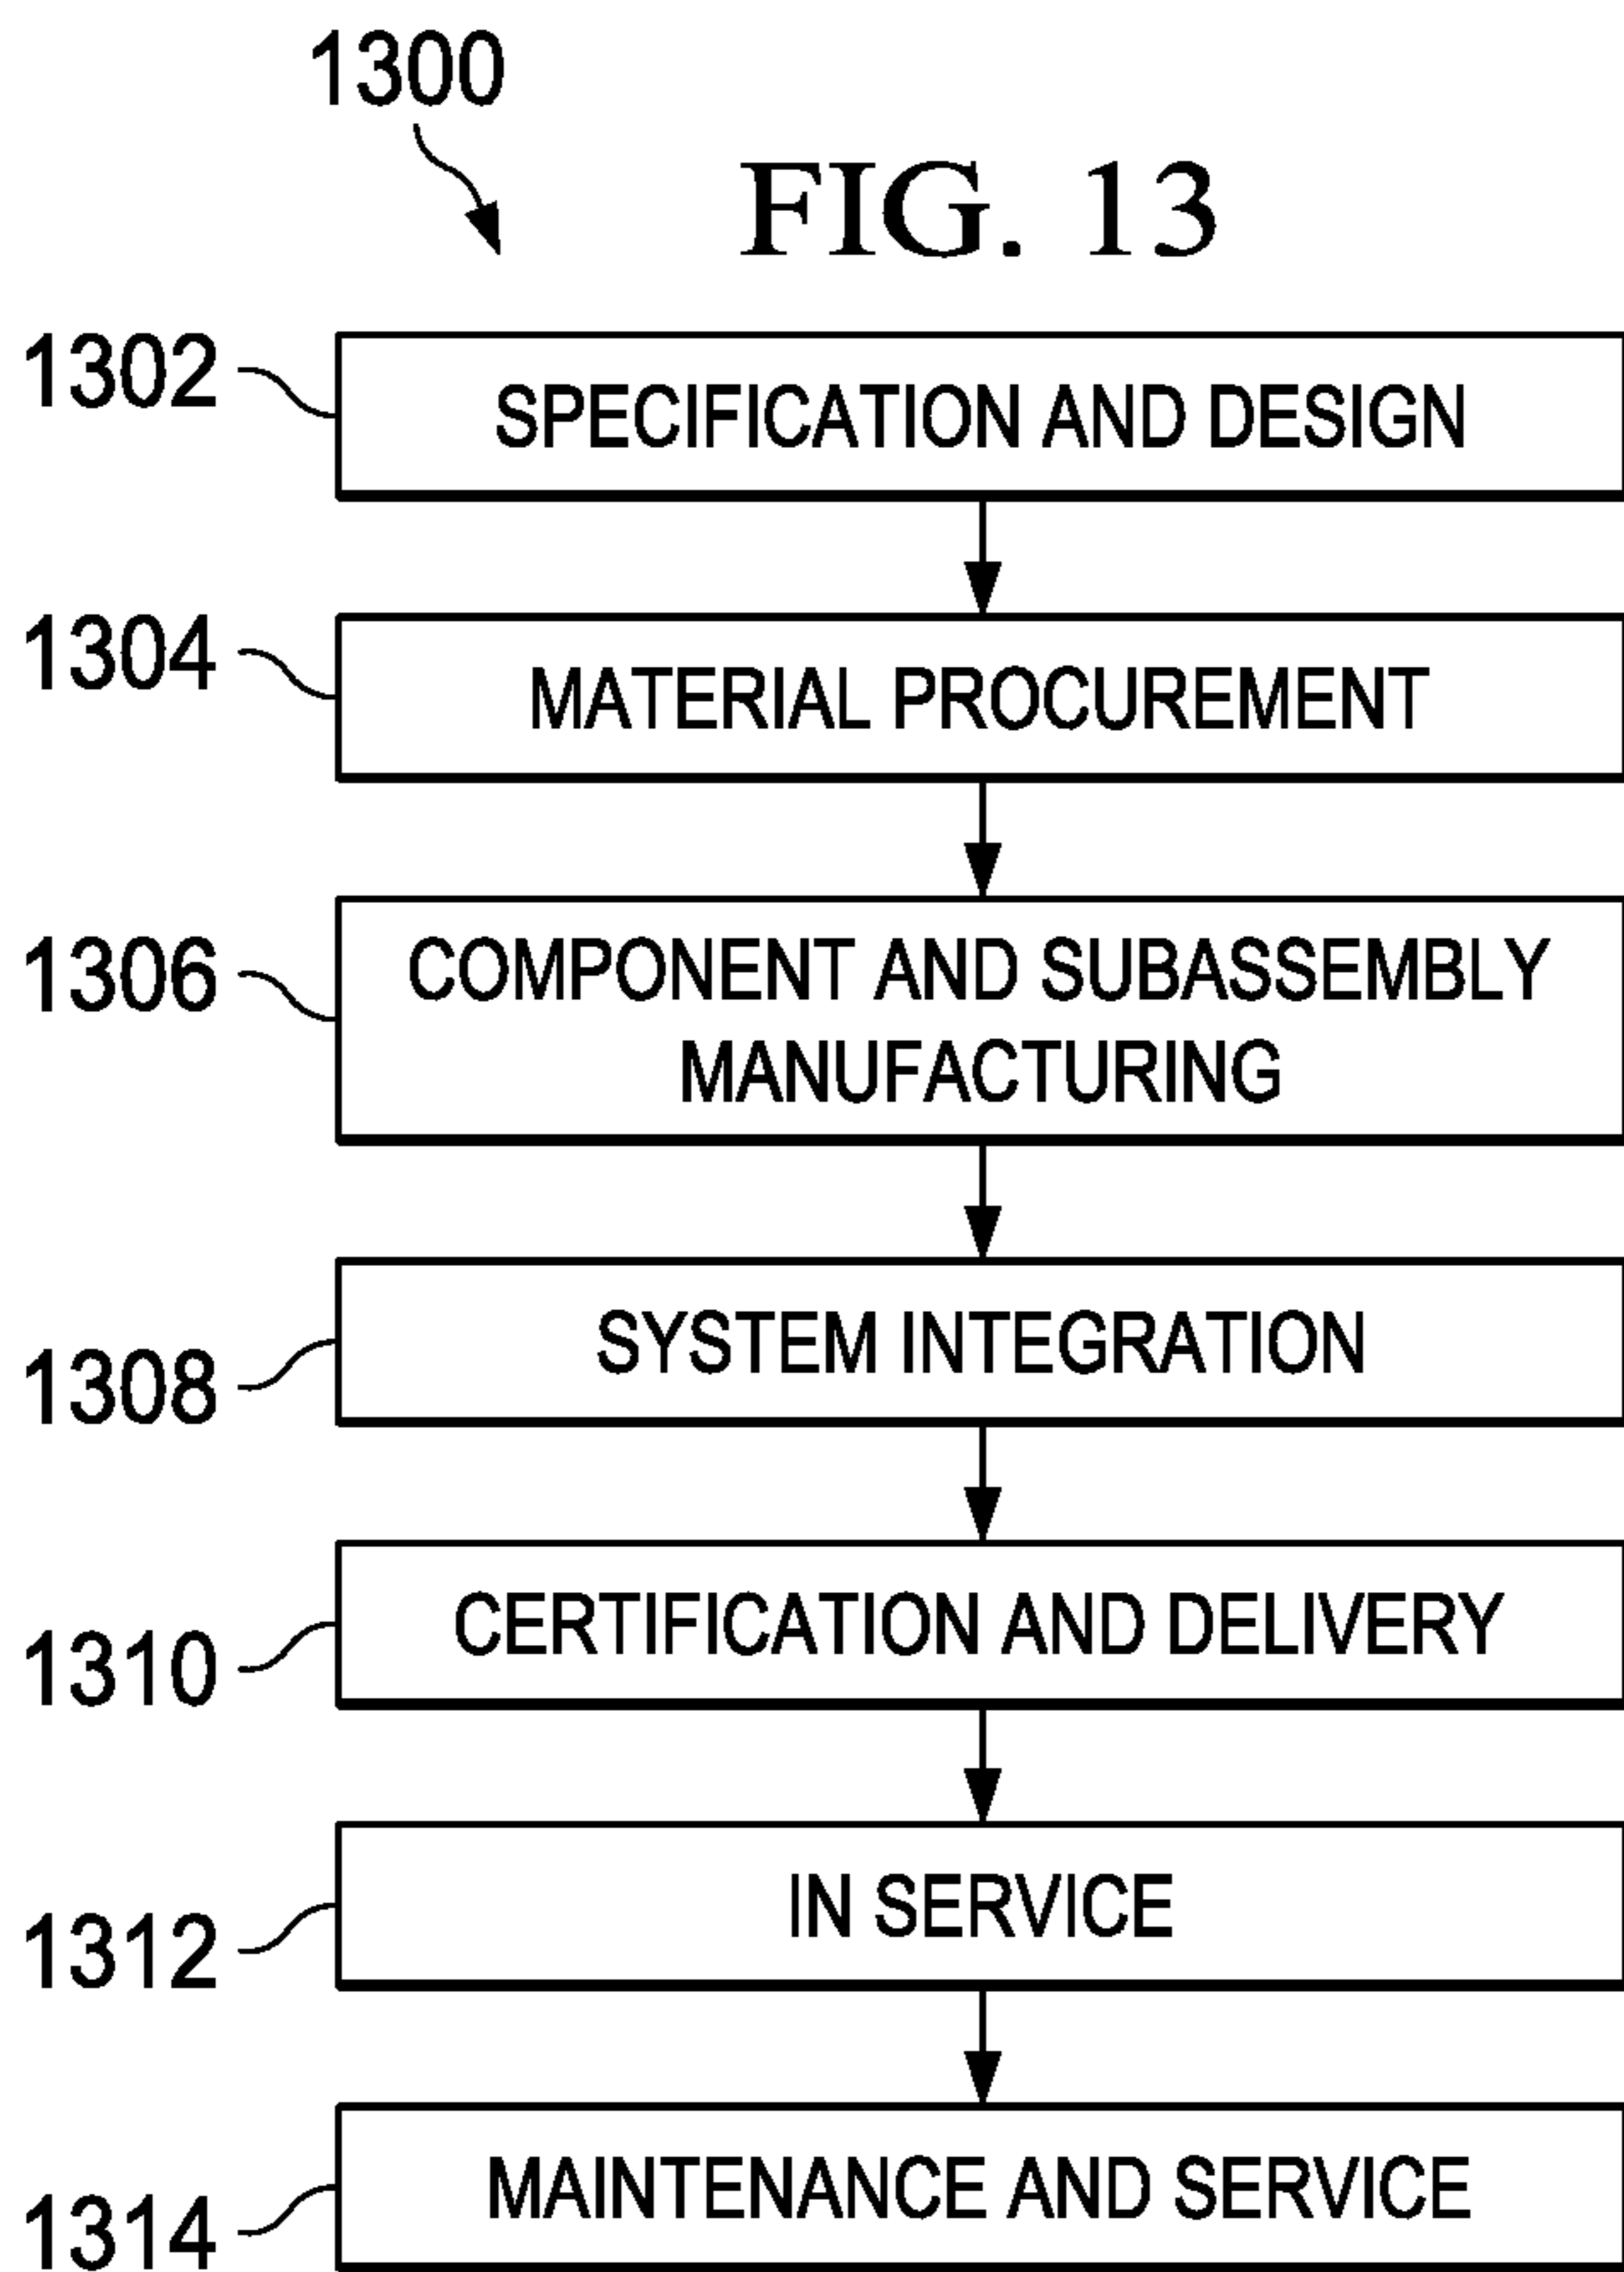 1300
FIG. 13
1302
SPECIFICATION AND DESIGN
1304
MATERIAL PROCUREMENT
1306
COMPONENT AND SUBASSEMBLY
MANUFACTURING
1308
SYSTEM INTEGRATION
1310
CERTIFICATION AND DELIVERY
1312
IN SERVICE
1314
MAINTENANCE AND SERVICE